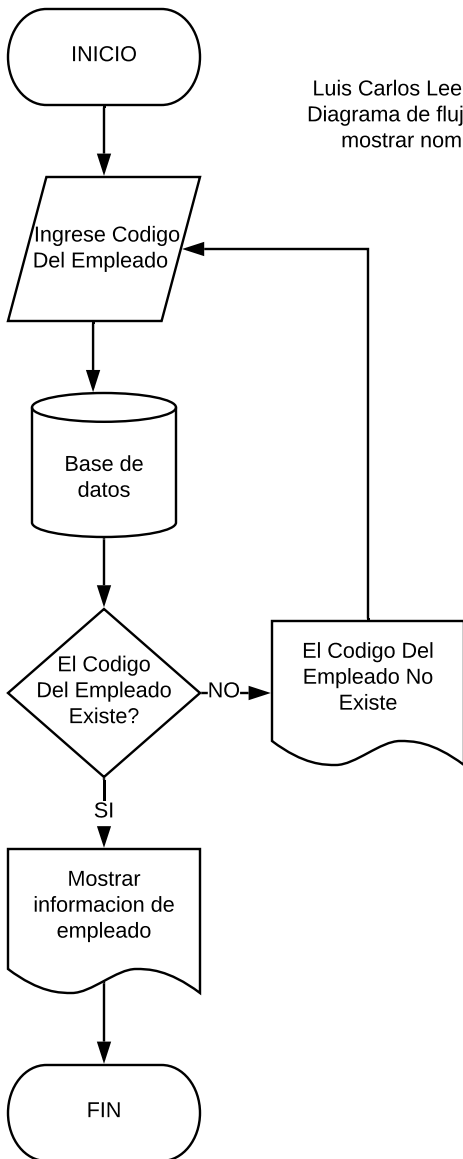 INICIO
Luis Carlos Lee
Diagrama de fluj
mostrar nom
Ingrese Codigo
Del Empleado
Base de
datos
El Codigo
Del Empleado
Existe?
NO
El Codigo Del
Empleado No
Existe
SI
Mostrar
informacion de
empleado
FIN